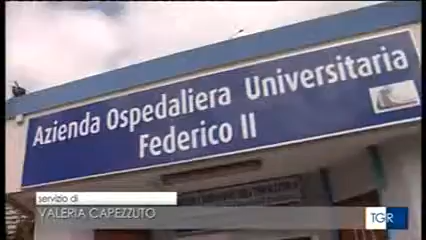 Azienda Ospedaliera Universitaria
Federico II
servizio di
VALERIA CAPEZZUTO
TGR